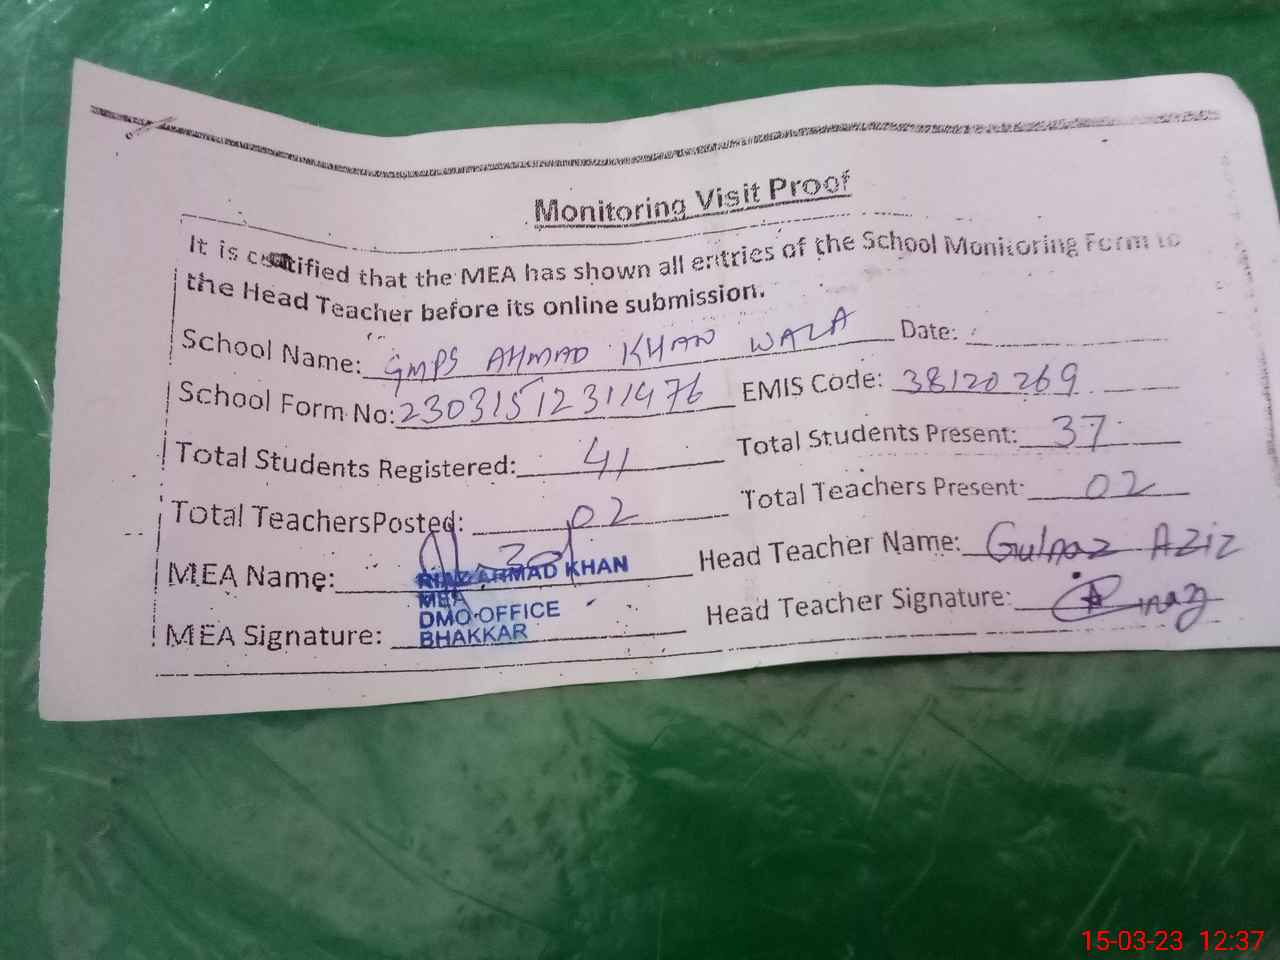 Monitoring Visit Proof
It is certified that the MEA has shown all entries of the School Monitoring Form to
the Head Teacher before its online submission.
School Name: GMPS AHMAD KHAN WALA Date:
School Form No: 23031512311476 EMIS Code: 38120269
Total Students Registered: 41 Total Students Present: 37
Total TeachersPosted: 02 Total Teachers Present: 02
MEA Name: Head Teacher Name: Gulnaz Aziz
RIAZ AHMAD KHAN
MEA
DMO OFFICE
BHAKKAR
MEA Signature: Head Teacher Signature:
15-03-23 12:37